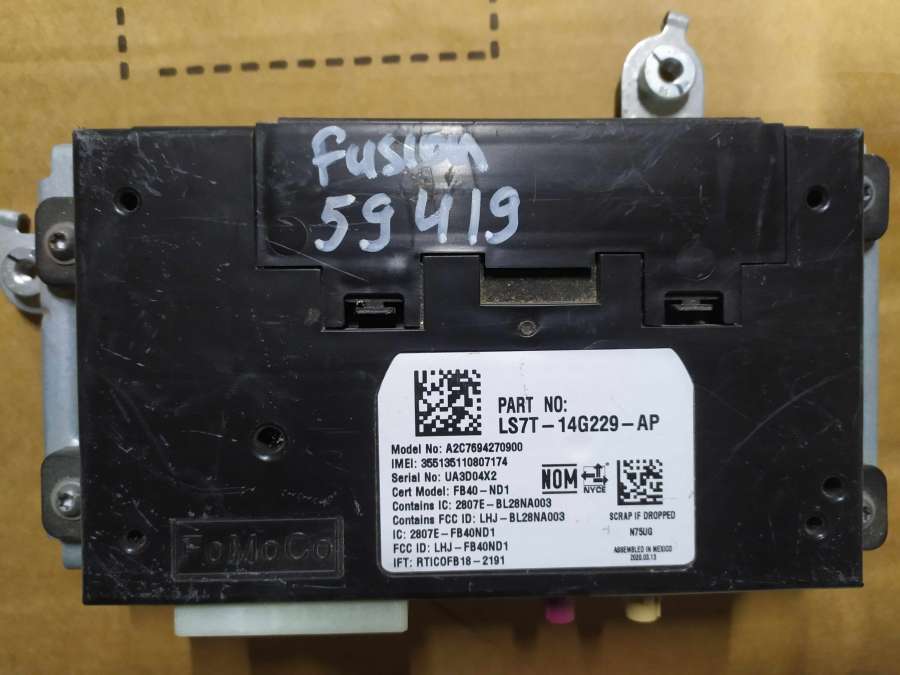 fusion
59419
PART NO:
LS7T-14G229-AP
Model No: A2C7694270900
IMEI: 355135110807174
Serial No: UA3D04X2
Cert Model: FB40-ND1
Contains IC: 2807E-BL28NA003
Contains FCC ID: LHJ-BL28NA003
IC: 2807E-FB40ND1
FCC ID: LHJ-FB40ND1
IFT: RTICOFB18-2191
NOM
NYCE
SCRAP IF DROPPED
N75UG
ASSEMBLED IN MEXICO
2020.03.13
FoMoCo